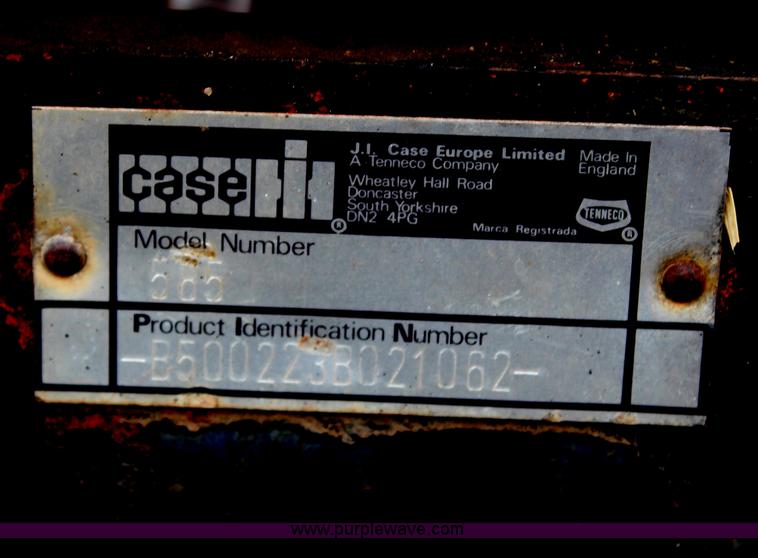 case IH
J.I. Case Europe Limited
A Tenneco Company
Wheatley Hall Road
Doncaster
South Yorkshire
DN2 4PG
Made In
England
TENNECO
®
®
Marca Registrada
Model Number
585
Product Identification Number
-B500223B021062-
www.purplewave.com